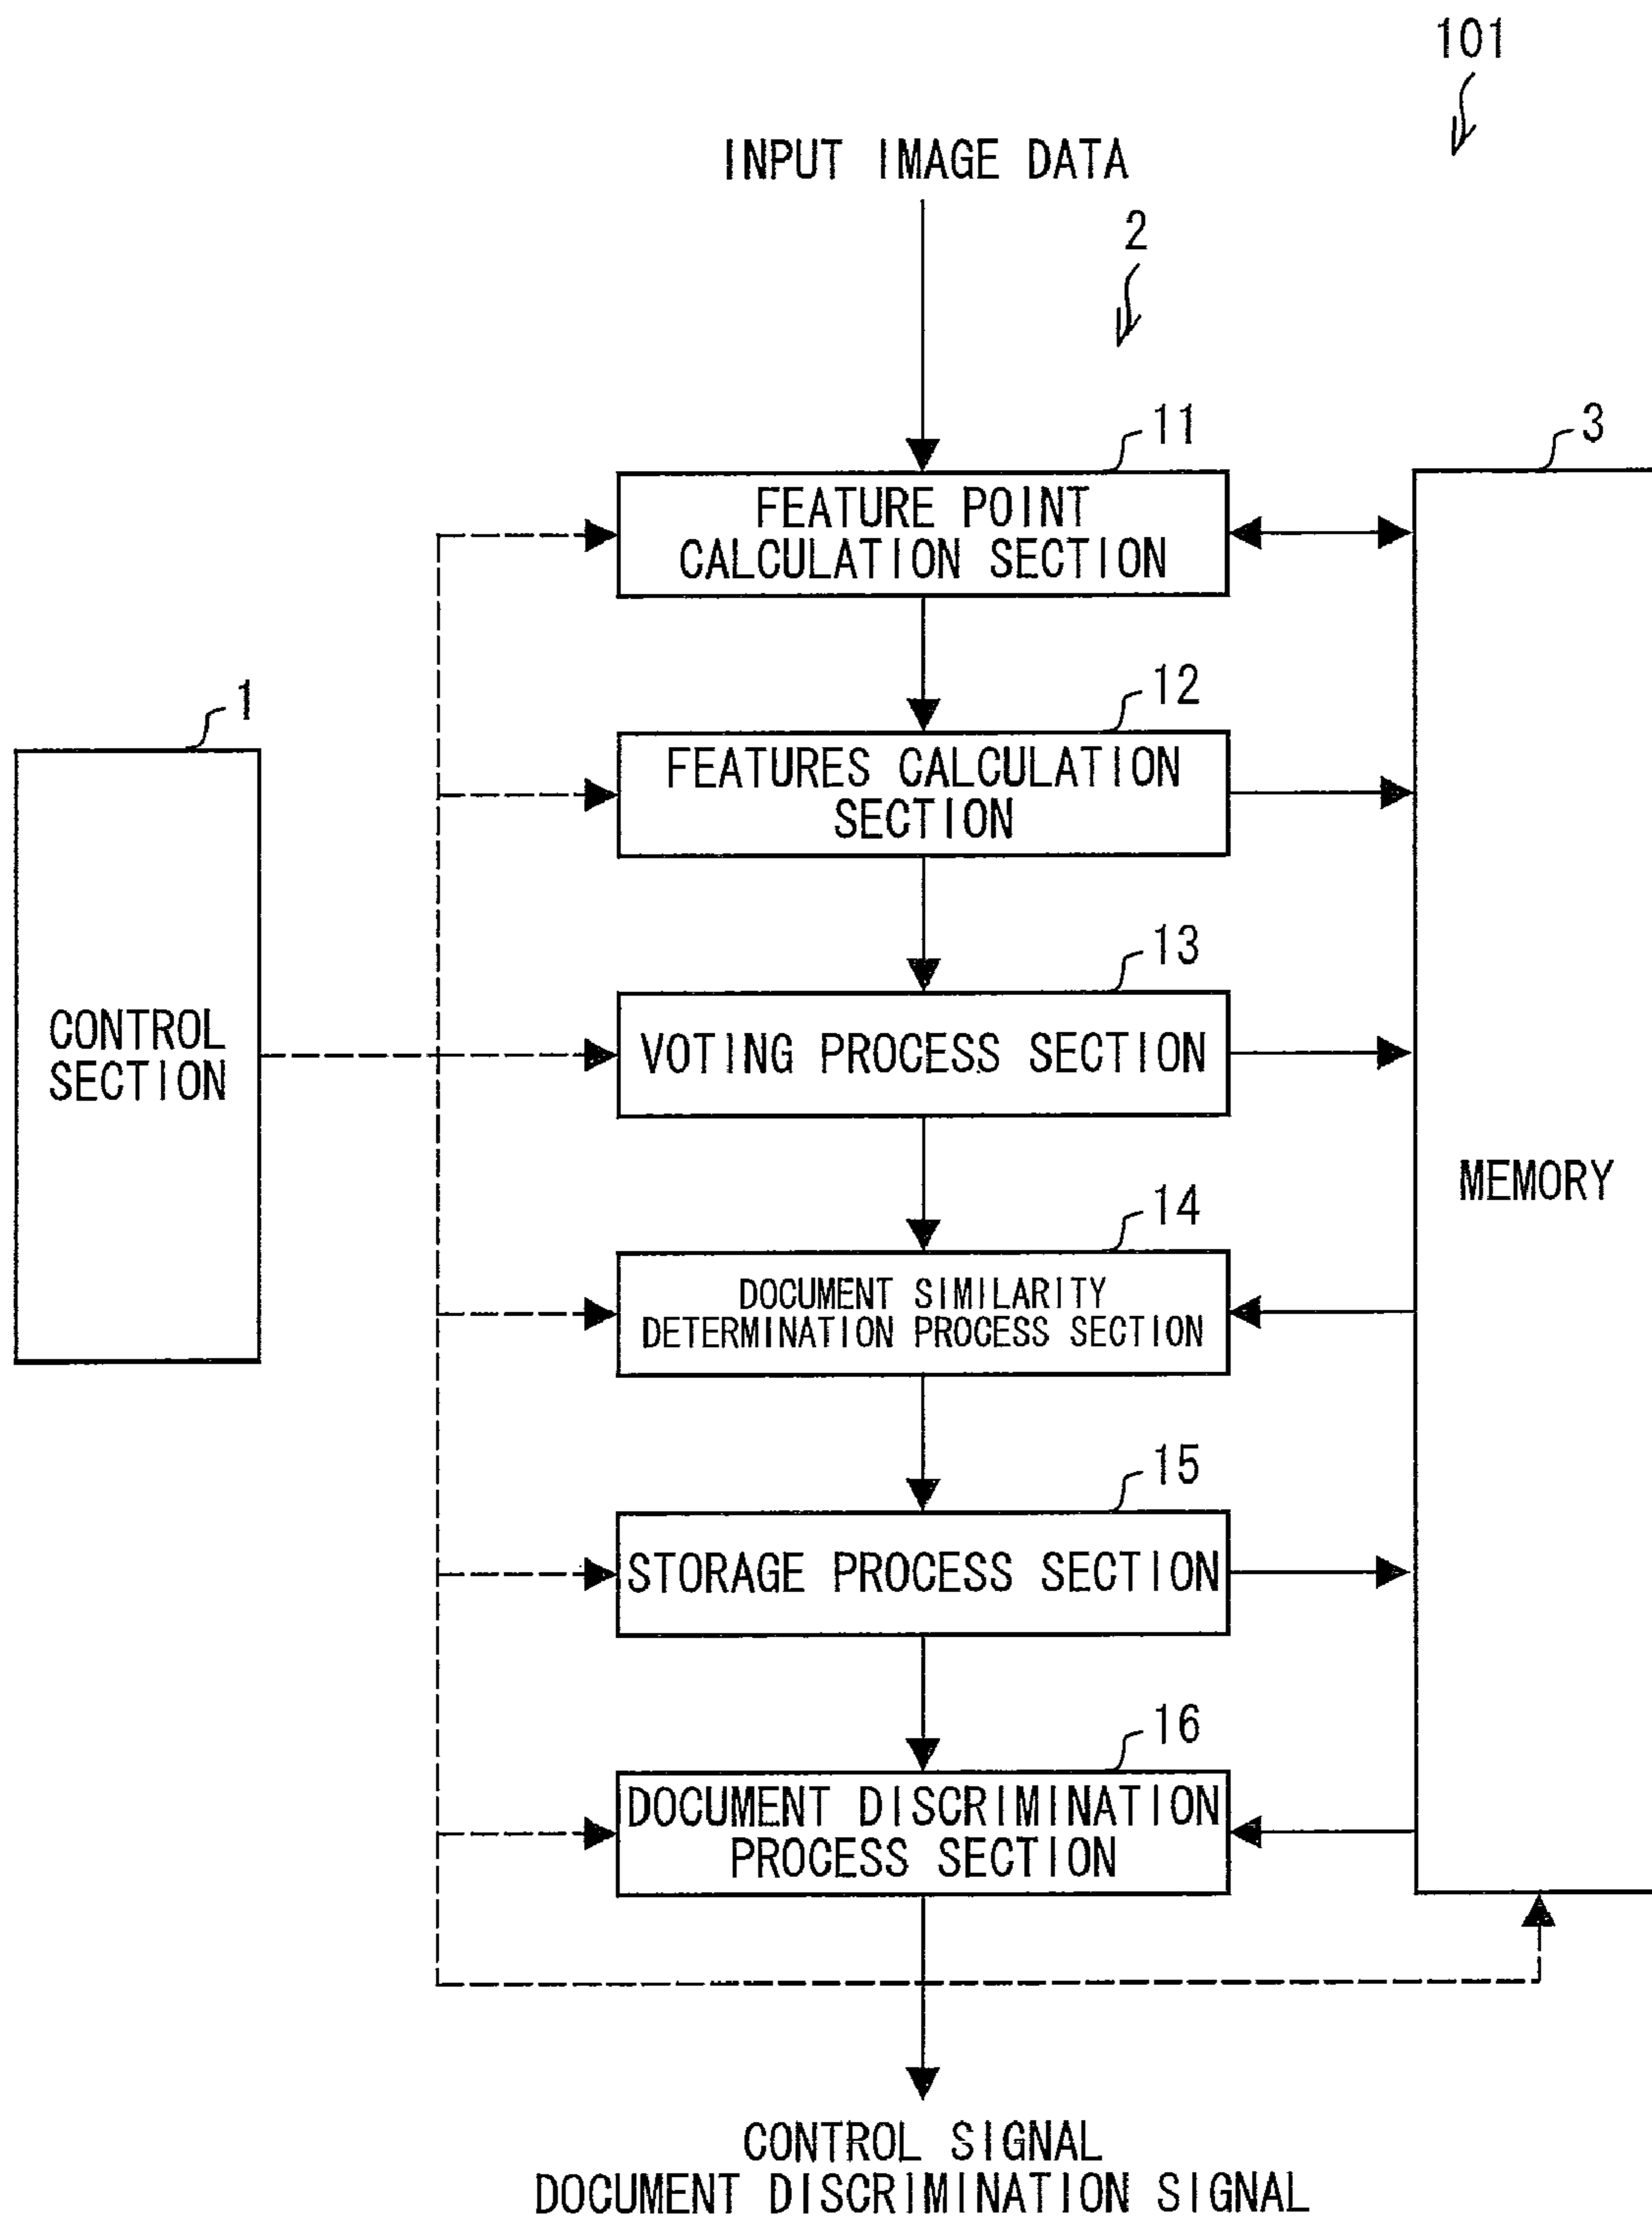 101
INPUT IMAGE DATA
2
11
3
FEATURE POINT
CALCULATION SECTION
1
12
FEATURES CALCULATION
SECTION
13
CONTROL
SECTION
VOTING PROCESS SECTION
14
MEMORY
DOCUMENT SIMILARITY
DETERMINATION PROCESS SECTION
15
STORAGE PROCESS SECTION
16
DOCUMENT DISCRIMINATION
PROCESS SECTION
CONTROL SIGNAL
DOCUMENT DISCRIMINATION SIGNAL